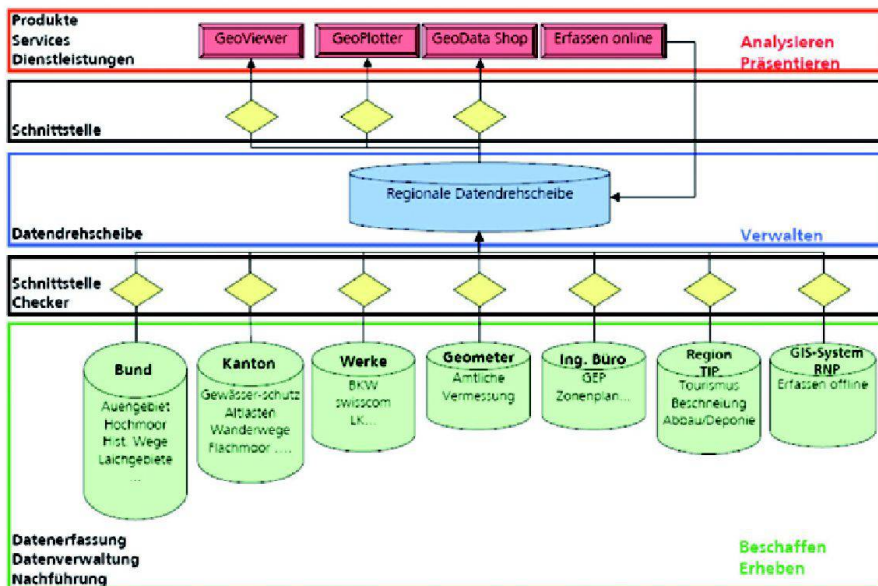 Produkte
Services
Dienstleistungen
GeoViewer
GeoPlotter
GeoData Shop
Erfassen online
Analysieren
Präsentieren
Schnittstelle
Regionale Datendrehscheibe
Datendrehscheibe
Verwalten
Schnittstelle
Checker
Bund
Auengebiet
Hochmoor
Hist. Wege
Laichgebiete
...
Kanton
Gewässer-schutz
Altlasten
Wanderwege
Flachmoor ....
Werke
BKW
swisscom
LK...
Geometer
Amtliche
Vermessung
Ing. Büro
GEP
Zonenplan...
Region
TIP
Tourismus
Beschneiung
Abbau/Deponie
GIS-System
RNP
Erfassen offline
Datenerfassung
Datenverwaltung
Nachführung
Beschaffen
Erheben